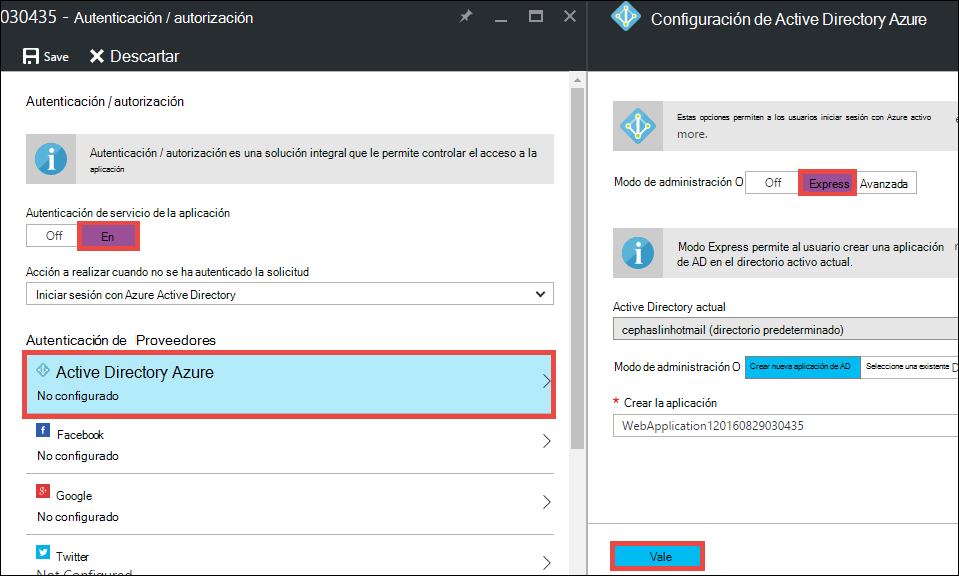 030435 - Autenticación / autorización
Save Descartar
Autenticación / autorización
Autenticación / autorización es una solución integral que le permite controlar el acceso a la
aplicación
Autenticación de servicio de la aplicación
Off En
Acción a realizar cuando no se ha autenticado la solicitud
Iniciar sesión con Azure Active Directory
Autenticación de Proveedores
Active Directory Azure
No configurado
Facebook
No configurado
Google
No configurado
Twitter
Not Configured
Configuración de Active Directory Azure
Estas opciones permiten a los usuarios iniciar sesión con Azure activo
more.
Modo de administración O Off Express Avanzada
Modo Express permite al usuario crear una aplicación
de AD en el directorio activo actual.
Active Directory actual
cephaslinhotmail (directorio predeterminado)
Modo de administración O Crear nueva aplicación de AD Seleccione una existente D
* Crear la aplicación
WebApplication120160829030435
Vale